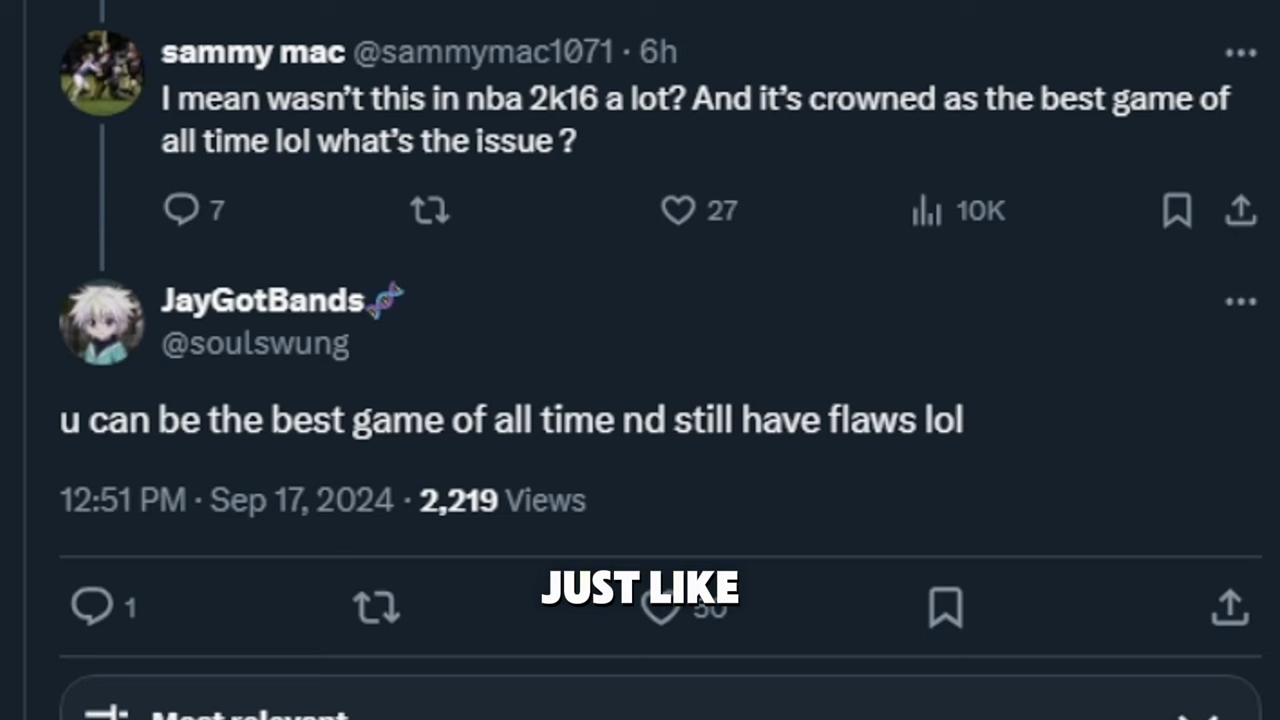 sammy mac @sammymac1071 · 6h
I mean wasn't this in nba 2k16 a lot? And it's crowned as the best game of
all time lol what's the issue ?
7 27 10K
JayGotBands🧬
@soulswung
u can be the best game of all time nd still have flaws lol
12:51 PM · Sep 17, 2024 · 2,219 Views
JUST LIKE
1
Most relevant